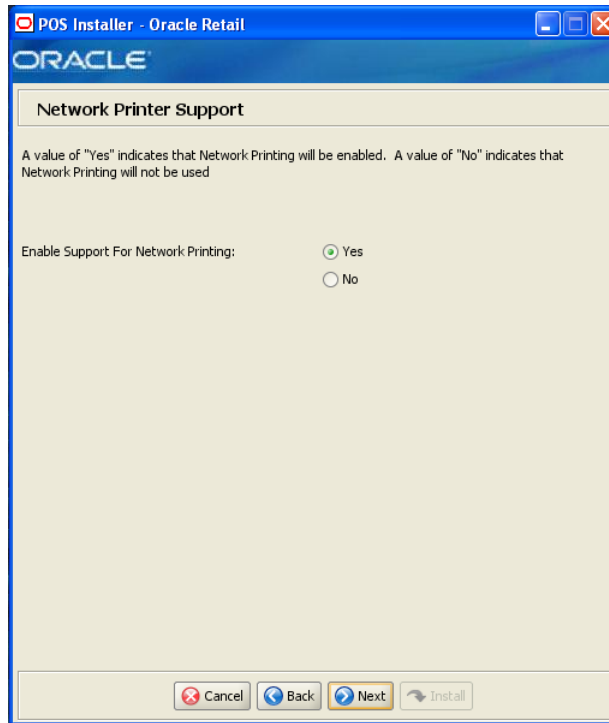 POS Installer - Oracle Retail
ORACLE
Network Printer Support
A value of "Yes" indicates that Network Printing will be enabled. A value of "No" indicates that
Network Printing will not be used
Enable Support For Network Printing:
Yes
No
Cancel
Back
Next
Install